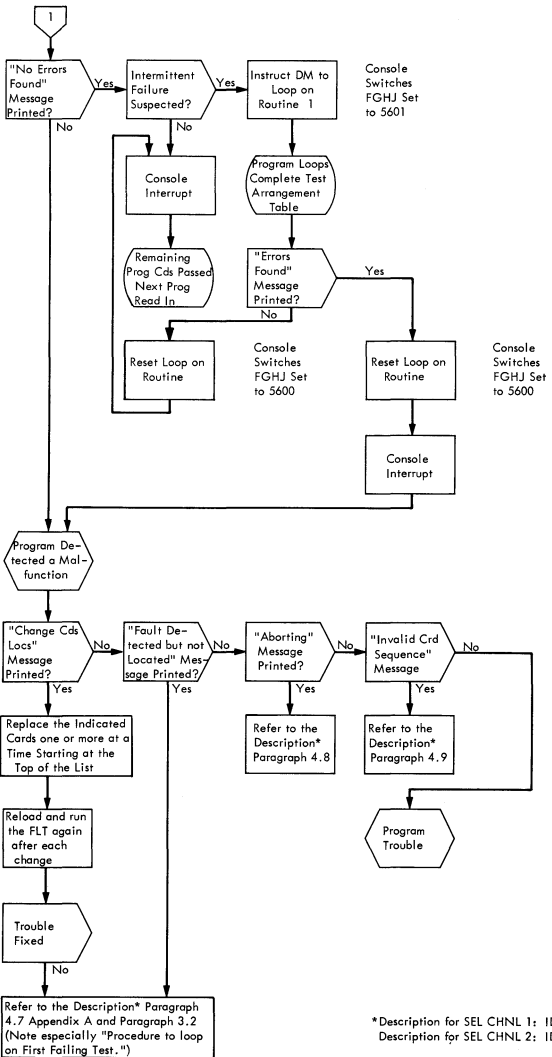 1
"No Errors
Found"
Message
Printed?
Yes
No
Intermittent
Failure
Suspected?
Yes
No
Instruct DM to
Loop on
Routine 1
Console
Switches
FGHJ Set
to 5601
Console
Interrupt
Program Loops
Complete Test
Arrangement
Table
Remaining
Prog Cds Passed
Next Prog
Read In
"Errors
Found"
Message
Printed?
Yes
No
Reset Loop on
Routine
Console
Switches
FGHJ Set
to 5600
Reset Loop on
Routine
Console
Switches
FGHJ Set
to 5600
Console
Interrupt
Program De-
tected a Mal-
function
"Change Cds
Locs"
Message
Printed?
No
Yes
"Fault De-
tected but not
Located" Mes-
sage Printed?
No
Yes
"Aborting"
Message
Printed?
No
Yes
"Invalid Crd
Sequence"
Message
No
Yes
Replace the Indicated
Cards one or more at a
Time Starting at the
Top of the List
Refer to the
Description*
Paragraph 4.8
Refer to the
Description*
Paragraph 4.9
Reload and run
the FLT again
after each
change
Program
Trouble
Trouble
Fixed
No
Refer to the Description* Paragraph
4.7 Appendix A and Paragraph 3.2
(Note especially "Procedure to loop
on First Failing Test.")
*Description for SEL CHNL 1:
Description for SEL CHNL 2: